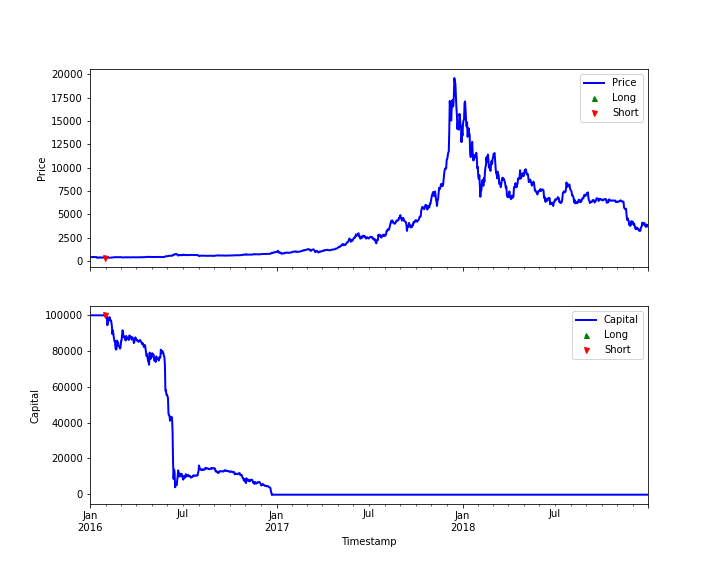 20000
17500
15000
12500
10000
7500
5000
2500
0
Price
Price
Long
Short
100000
80000
60000
40000
20000
0
Capital
Capital
Long
Short
Jan
2016
Jul
Jan
2017
Jul
Jan
2018
Jul
Timestamp